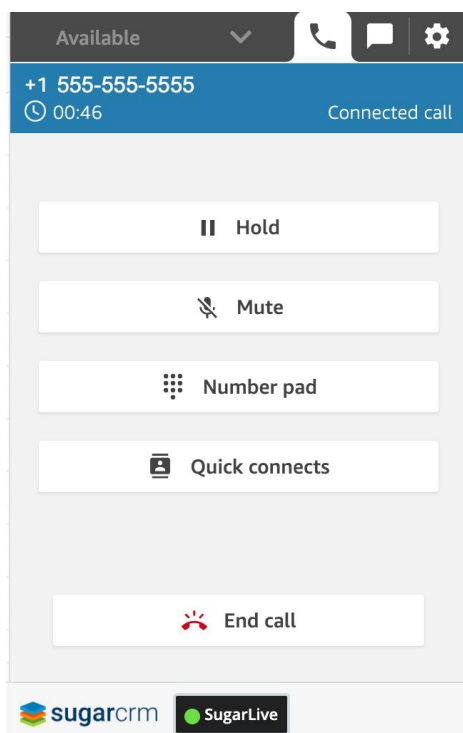 Available
+1 555-555-5555
00:46 Connected call
Hold
Mute
Number pad
Quick connects
End call
sugarcrm SugarLive